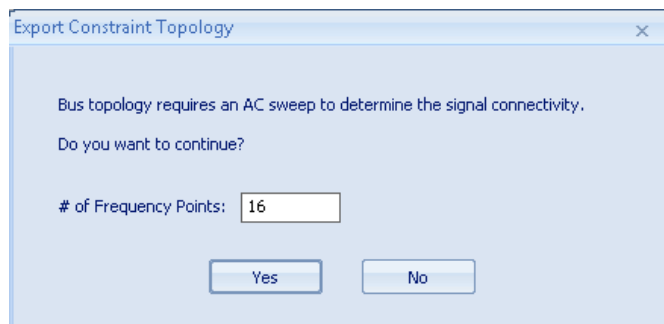 Export Constraint Topology
Bus topology requires an AC sweep to determine the signal connectivity.
Do you want to continue?
# of Frequency Points: 16
Yes No